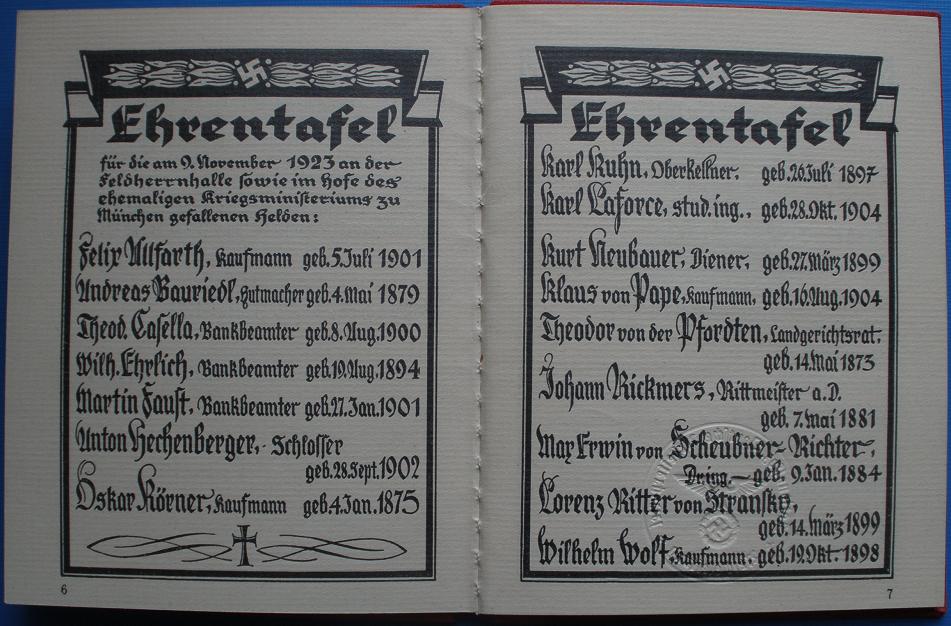 Ehrentafel
für die am 9. November 1923 an der
Feldherrnhalle sowie im Hofe des
ehemaligen Kriegsministeriums zu
München gefallenen Helden:
Felix Allfarth, Kaufmann geb. 5. Juli 1901
Andreas Bauriedl, Hutmacher geb. 4. Mai 1879
Theod. Casella, Bankbeamter geb. 8. Aug. 1900
Wilh. Ehrlich, Bankbeamter geb. 19. Aug. 1894
Martin Faust, Bankbeamter geb. 27. Jan. 1901
Anton Hechenberger, Schlosser
geb. 28. Sept. 1902
Oskar Körner, Kaufmann geb. 4. Jan. 1875
6
Ehrentafel
Karl Kuhn, Oberkellner, geb. 26. Juli 1897
Karl Laforce, stud. ing., geb. 28. Okt. 1904
Kurt Neubauer, Diener, geb. 27. März 1899
Klaus von Pape, Kaufmann, geb. 16. Aug. 1904
Theodor von der Pfordten, Landgerichtsrat,
geb. 14. Mai 1873
Johann Rickmers, Rittmeister a. D.
geb. 7. Mai 1881
Max Erwin von Scheubner-Richter,
Dr. ing. – geb. 9. Jan. 1884
Lorenz Ritter von Stransky,
geb. 14. März 1899
Wilhelm Wolf, Kaufmann, geb. 19. Okt. 1898
7